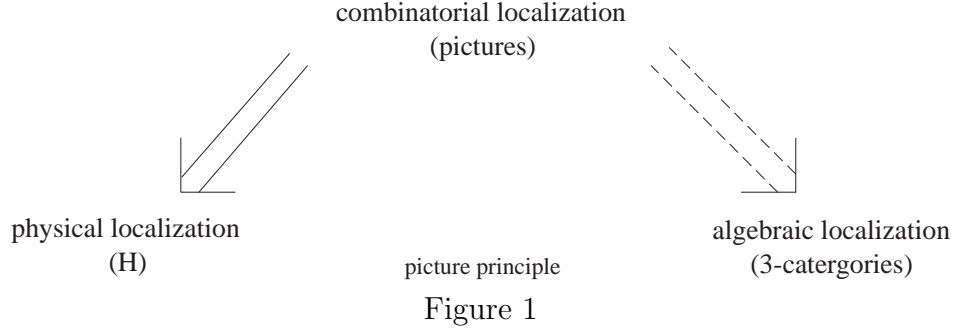 combinatorial localization
(pictures)
physical localization
(H)
algebraic localization
(3-catergories)
picture principle
Figure 1